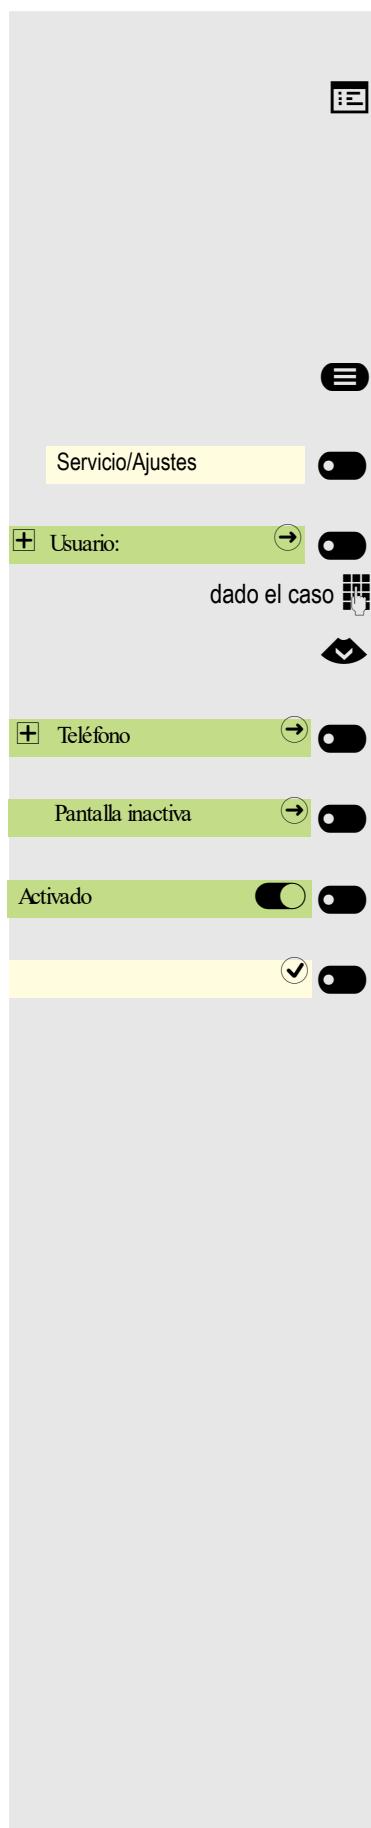 Servicio/Ajustes
Usuario:
dado el caso
Teléfono
Pantalla inactiva
Activado